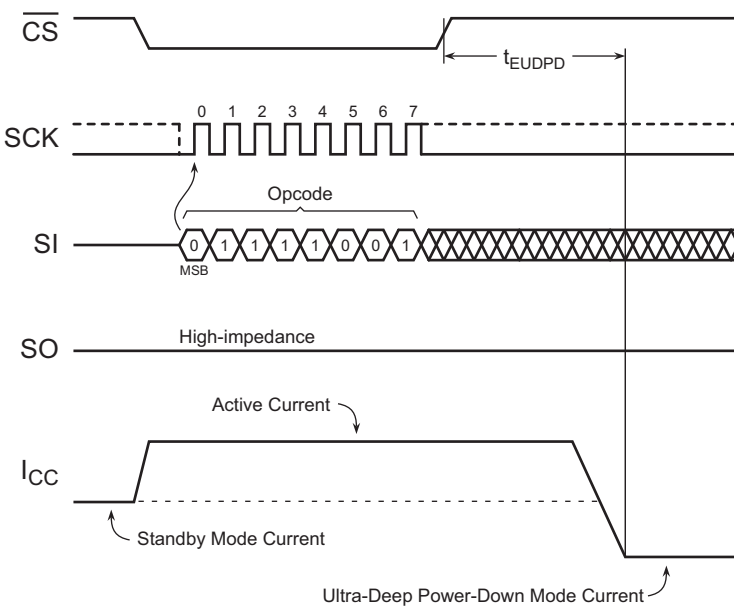 CS
tEUDPD
0 1 2 3 4 5 6 7
SCK
Opcode
SI
0 1 1 1 1 0 0 1
MSB
High-impedance
SO
Active Current
ICC
Standby Mode Current
Ultra-Deep Power-Down Mode Current